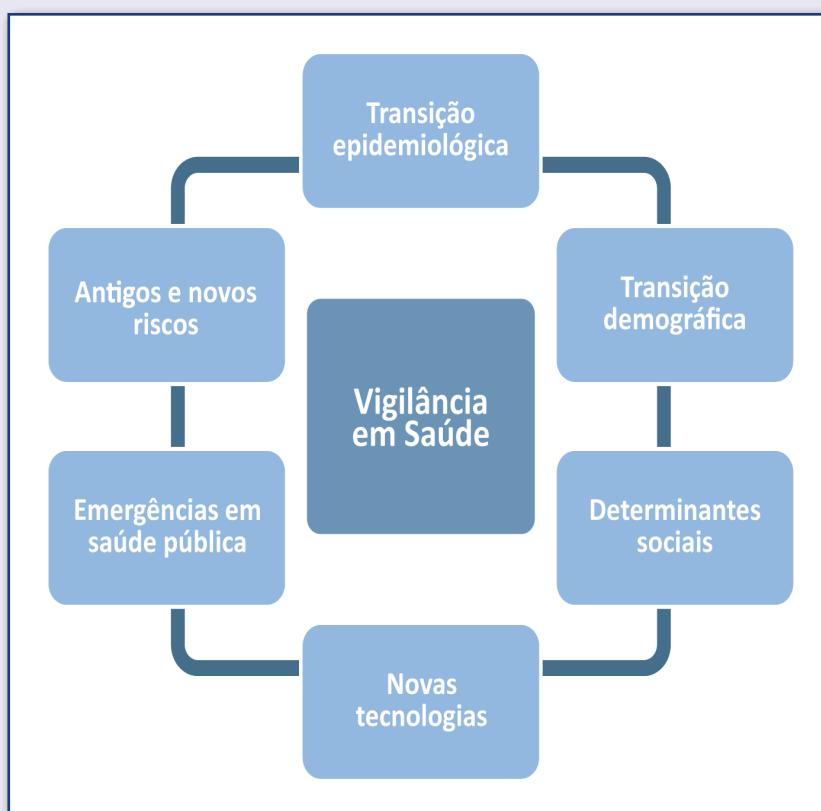 Transição
epidemiológica
Transição
demográfica
Determinantes
sociais
Novas
tecnologias
Emergências em
saúde pública
Antigos e novos
riscos
Vigilância
em Saúde